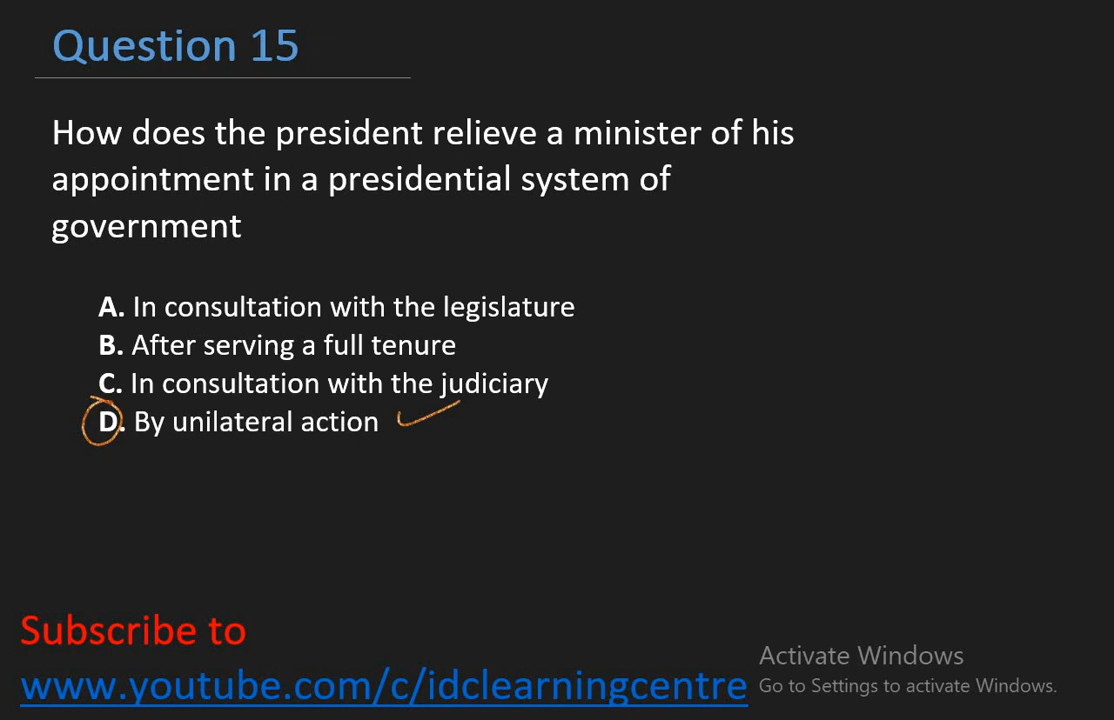 Question 15
How does the president relieve a minister of his
appointment in a presidential system of
government
A. In consultation with the legislature
B. After serving a full tenure
C. In consultation with the judiciary
D. By unilateral action
Subscribe to
www.youtube.com/c/idclearningcentre
Activate Windows
Go to Settings to activate Windows.